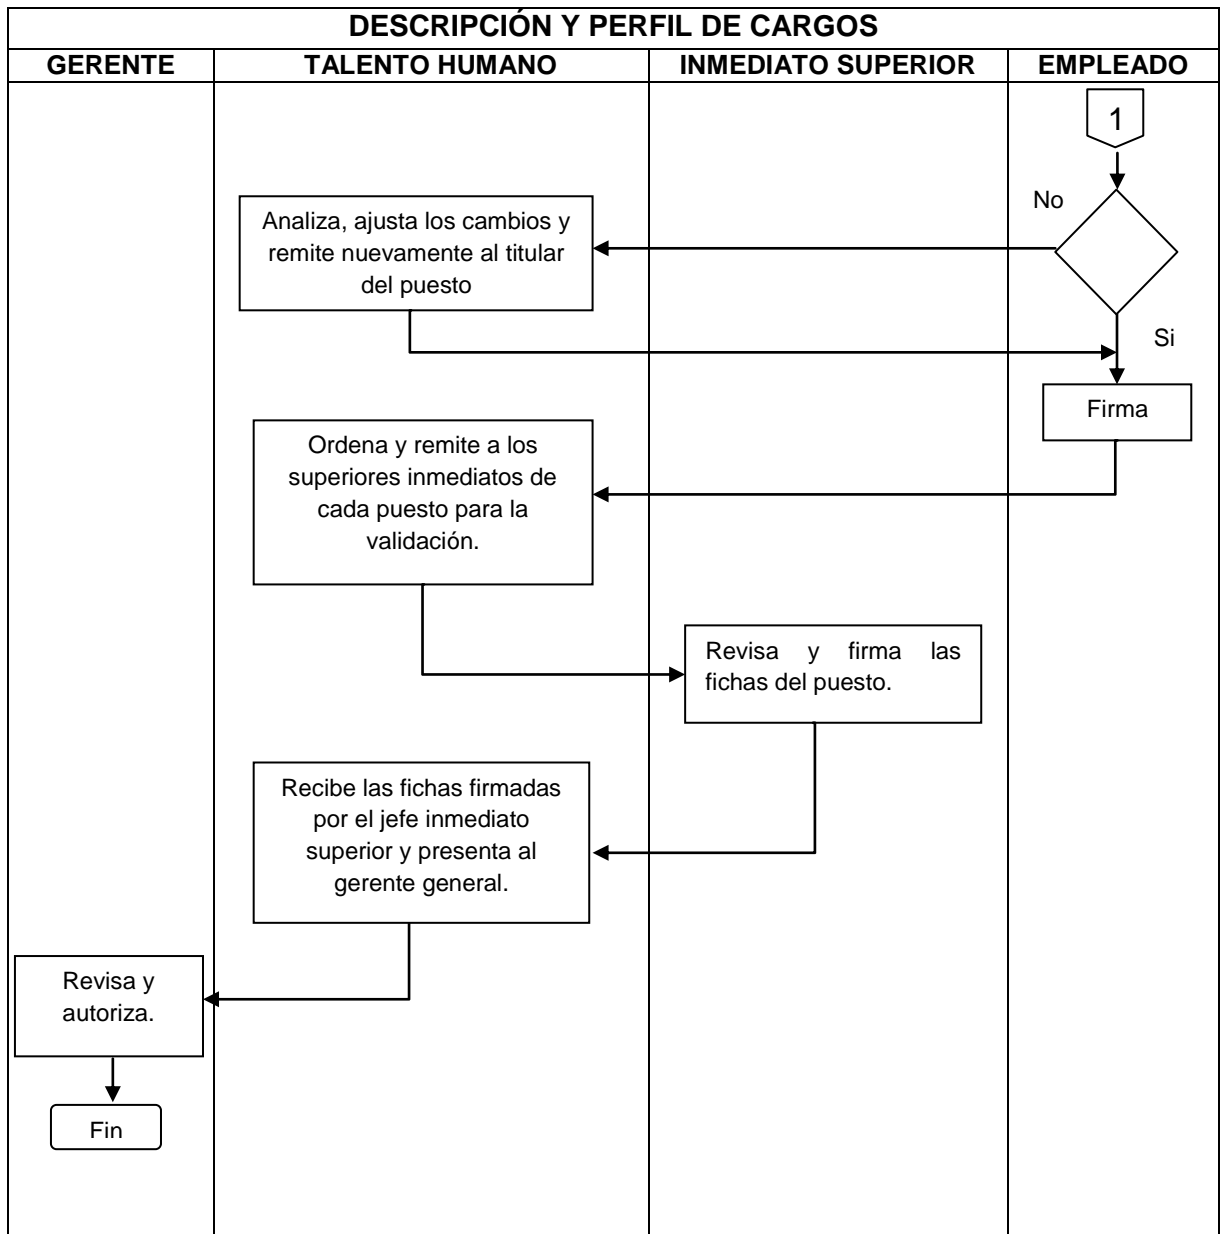 DESCRIPCIÓN Y PERFIL DE CARGOS
GERENTE
TALENTO HUMANO
INMEDIATO SUPERIOR
EMPLEADO
1
No
Analiza, ajusta los cambios y
remite nuevamente al titular
del puesto
Si
Firma
Ordena y remite a los
superiores inmediatos de
cada puesto para la
validación.
Revisa y firma las
fichas del puesto.
Recibe las fichas firmadas
por el jefe inmediato
superior y presenta al
gerente general.
Revisa y
autoriza.
Fin